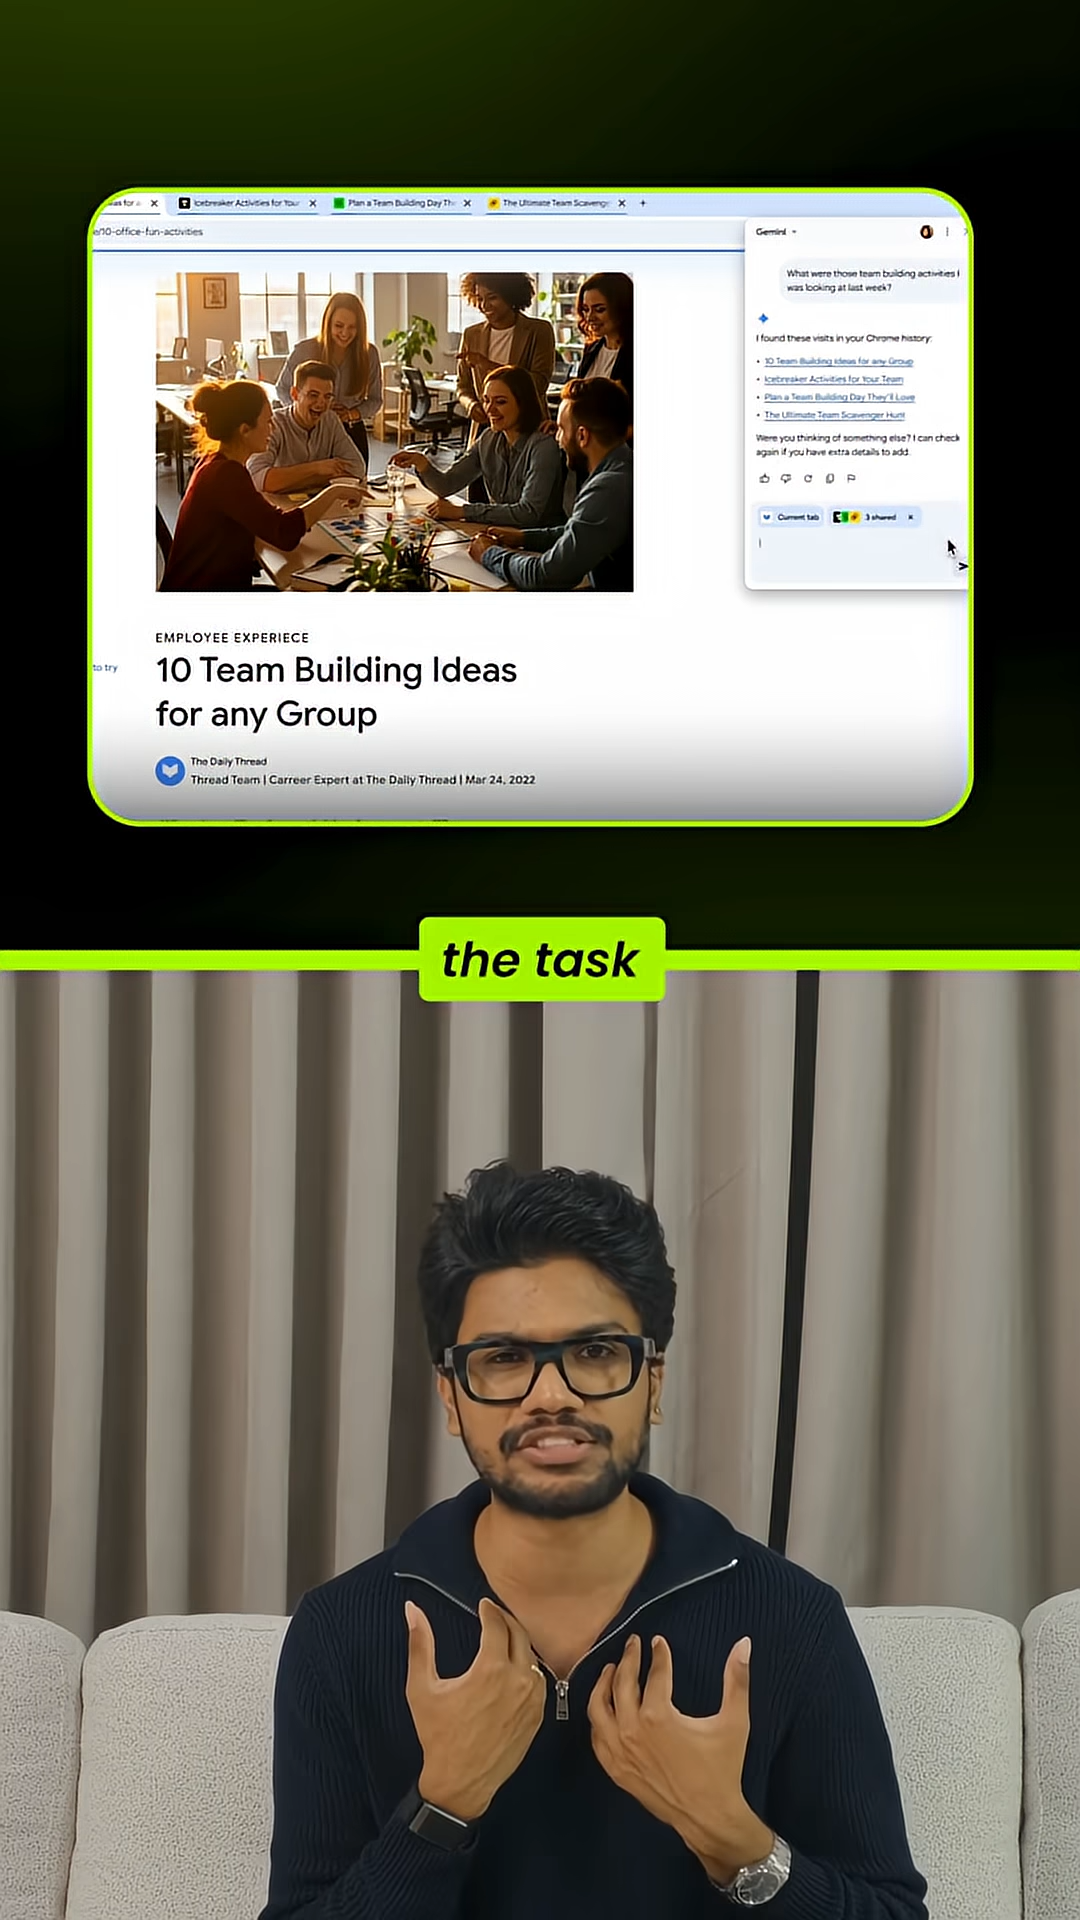 Icebreaker Activities for Your
Plan a Team Building Day Th
The Ultimate Team Scaveng
e/10-office-fun-activities
Gemini
What were those team building activities I
was looking at last week?
I found these visits in your Chrome history:
• 10 Team Building Ideas for any Group
• Icebreaker Activities for Your Team
• Plan a Team Building Day They'll Love
• The Ultimate Team Scavenger Hunt
Were you thinking of something else? I can check
again if you have extra details to add.
Current tab
3 shared
EMPLOYEE EXPERIECE
to try
10 Team Building Ideas
for any Group
The Daily Thread
Thread Team | Carreer Expert at The Daily Thread | Mar 24, 2022
the task